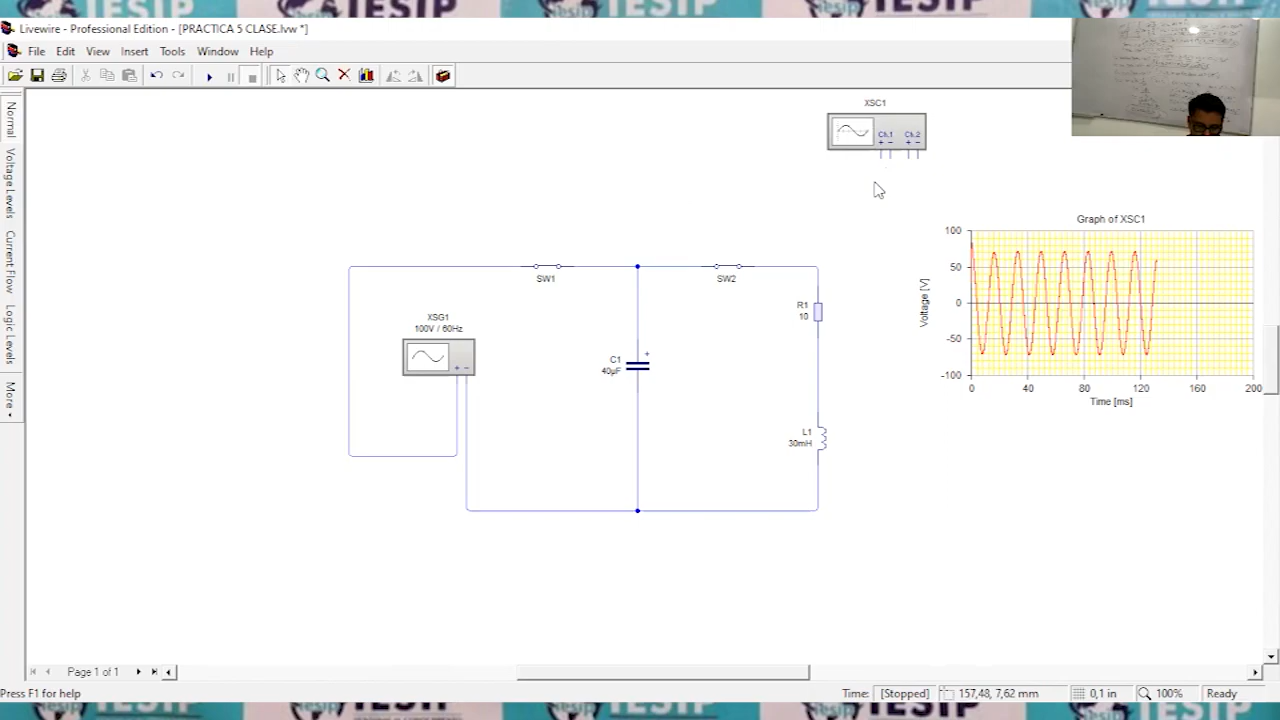 IESIP
Livewire - Professional Edition - [PRACTICA 5 CLASE.lvw *]
File Edit View Insert Tools Window Help
Normal
Voltage Levels
Current Flow
Logic Levels
More
XSC1
Ch.1 Ch.2
+ - + -
Graph of XSC1
Voltage [V]
100
50
0
-50
-100
0 40 80 120 160 200
Time [ms]
SW1
SW2
XSG1
100V / 60Hz
+ -
C1
40µF
+
R1
10
L1
30mH
Page 1 of 1
Press F1 for help
Time: [Stopped] 157,48, 7,62 mm 0,1 in 100% Ready
IESIP